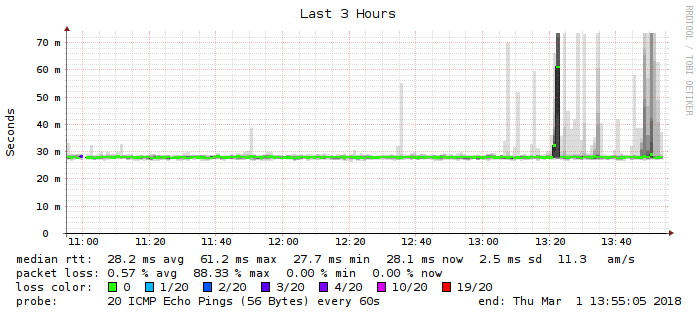 Last 3 Hours
RRDTOOL / TOBI OETIKER
Seconds
70 m
60 m
50 m
40 m
30 m
20 m
10 m
0
11:00 11:20 11:40 12:00 12:20 12:40 13:00 13:20 13:40
median rtt: 28.2 ms avg 61.2 ms max 27.7 ms min 28.1 ms now 2.5 ms sd 11.3 am/s
packet loss: 0.57 % avg 88.33 % max 0.00 % min 0.00 % now
loss color: 0 1/20 2/20 3/20 4/20 10/20 19/20
probe: 20 ICMP Echo Pings (56 Bytes) every 60s end: Thu Mar 1 13:55:05 2018